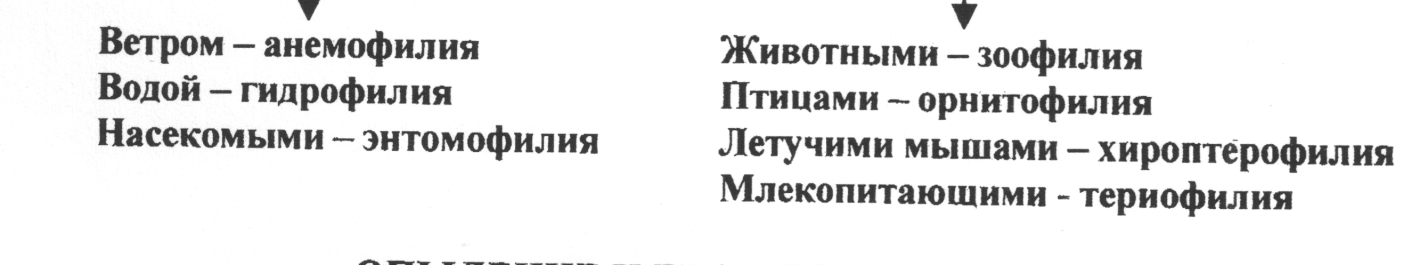 Ветром – анемофилия
Водой – гидрофилия
Насекомыми – энтомофилия
Животными – зоофилия
Птицами – орнитофилия
Летучими мышами – хироптерофилия
Млекопитающими - териофилия